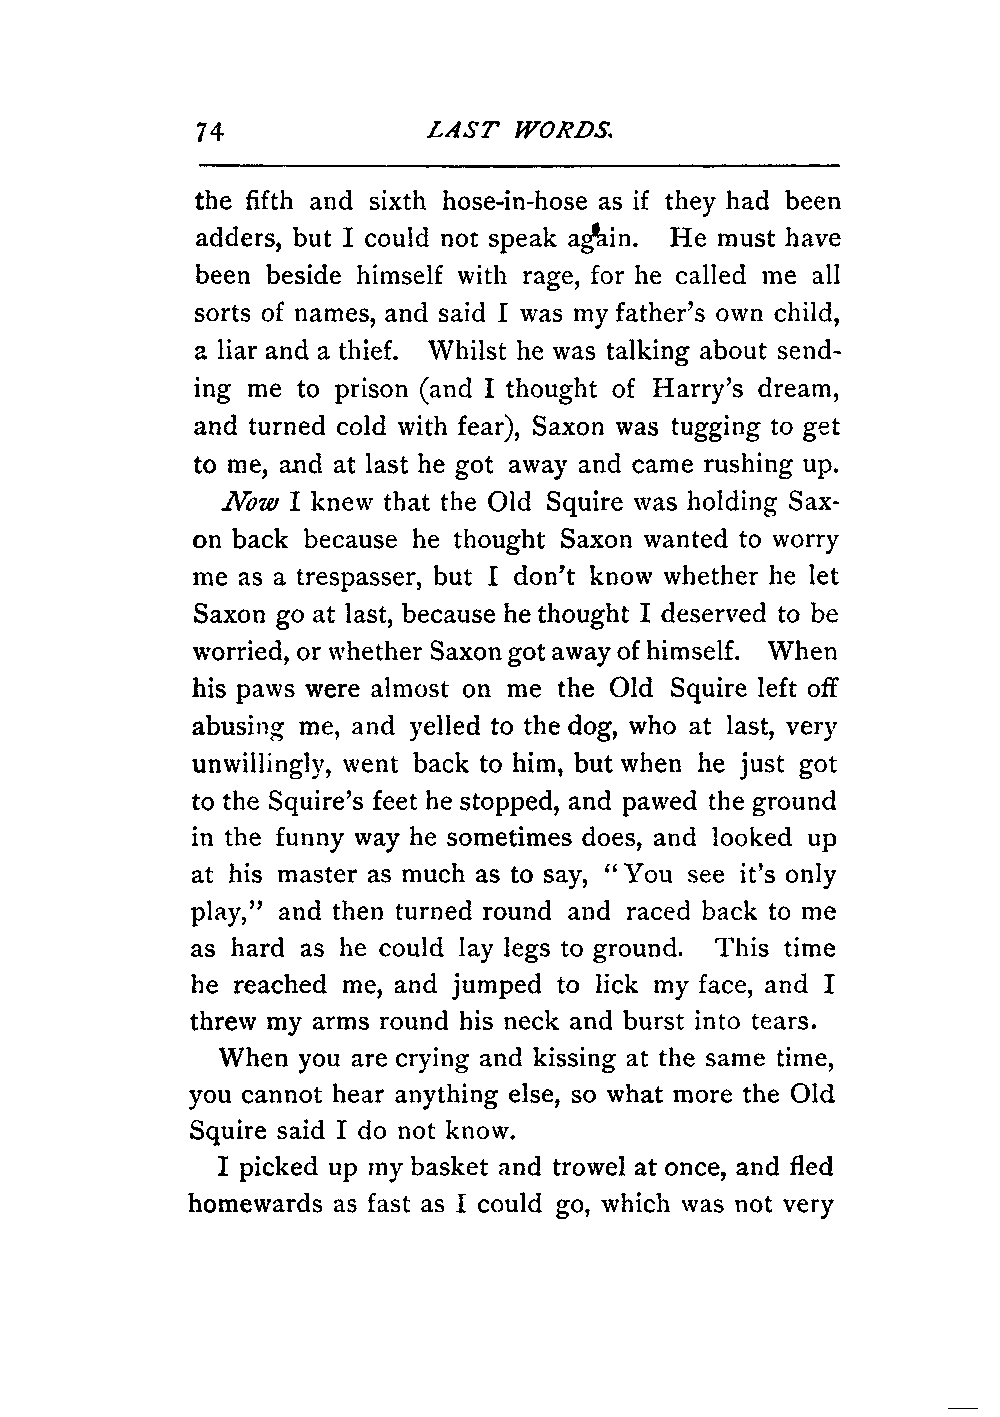 74 LAST WORDS.
the fifth and sixth hose-in-hose as if they had been
adders, but I could not speak again. He must have
been beside himself with rage, for he called me all
sorts of names, and said I was my father's own child,
a liar and a thief. Whilst he was talking about send-
ing me to prison (and I thought of Harry's dream,
and turned cold with fear), Saxon was tugging to get
to me, and at last he got away and came rushing up.
Now I knew that the Old Squire was holding Sax-
on back because he thought Saxon wanted to worry
me as a trespasser, but I don't know whether he let
Saxon go at last, because he thought I deserved to be
worried, or whether Saxon got away of himself. When
his paws were almost on me the Old Squire left off
abusing me, and yelled to the dog, who at last, very
unwillingly, went back to him, but when he just got
to the Squire's feet he stopped, and pawed the ground
in the funny way he sometimes does, and looked up
at his master as much as to say, "You see it's only
play," and then turned round and raced back to me
as hard as he could lay legs to ground. This time
he reached me, and jumped to lick my face, and I
threw my arms round his neck and burst into tears.
When you are crying and kissing at the same time,
you cannot hear anything else, so what more the Old
Squire said I do not know.
I picked up my basket and trowel at once, and fled
homewards as fast as I could go, which was not very